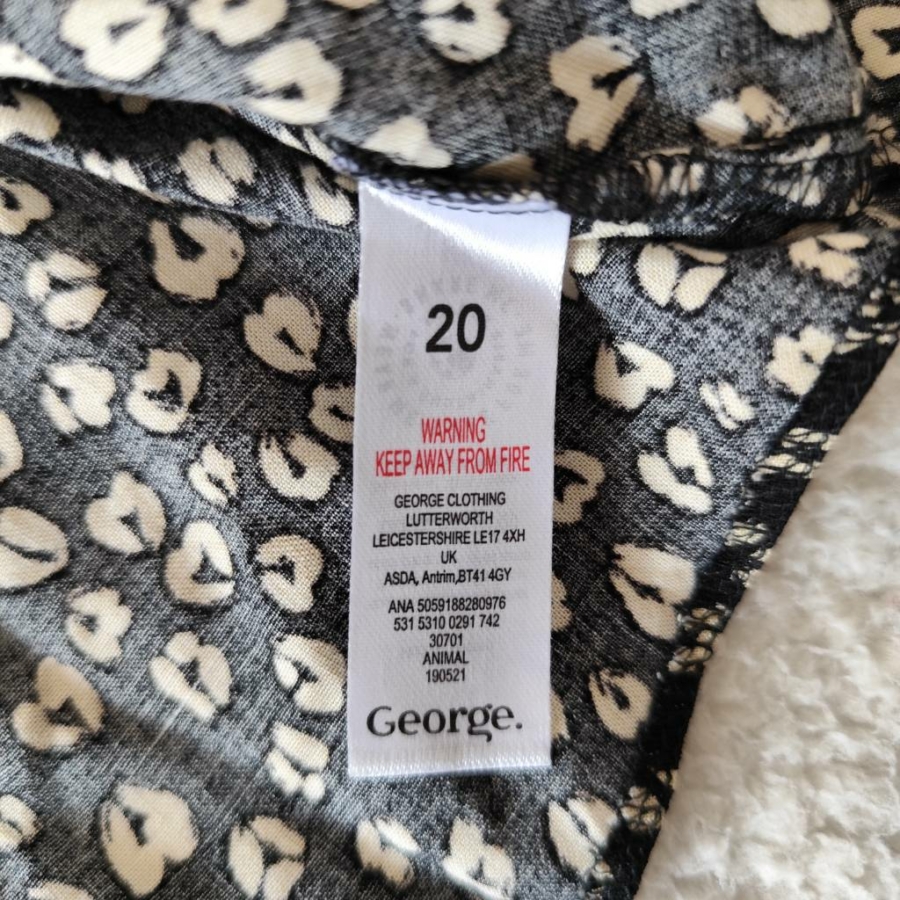 20
WARNING
KEEP AWAY FROM FIRE
GEORGE CLOTHING
LUTTERWORTH
LEICESTERSHIRE LE17 4XH
UK
ASDA, Antrim,BT41 4GY
ANA 5059188280976
531 5310 0291 742
30701
ANIMAL
190521
George.